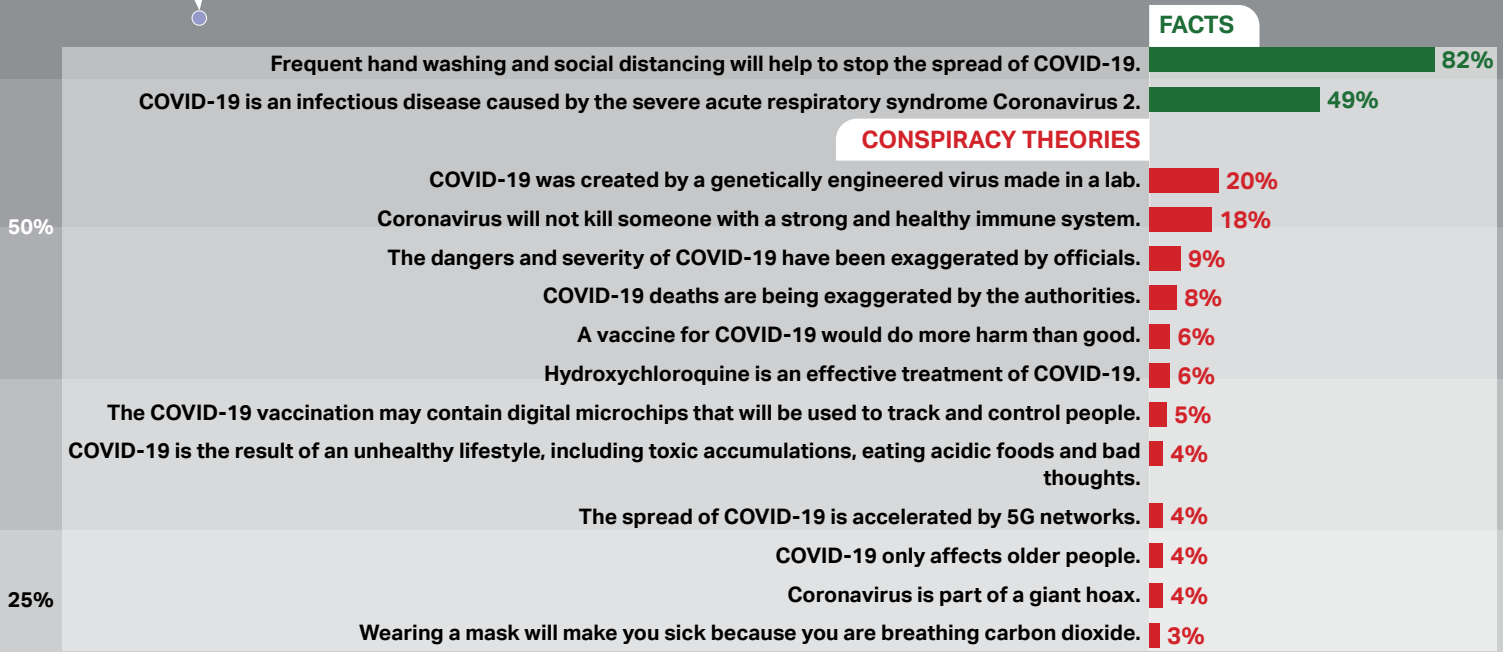 FACTS
Frequent hand washing and social distancing will help to stop the spread of COVID-19. 82%
COVID-19 is an infectious disease caused by the severe acute respiratory syndrome Coronavirus 2. 49%
CONSPIRACY THEORIES
COVID-19 was created by a genetically engineered virus made in a lab. 20%
50% Coronavirus will not kill someone with a strong and healthy immune system. 18%
The dangers and severity of COVID-19 have been exaggerated by officials. 9%
COVID-19 deaths are being exaggerated by the authorities. 8%
A vaccine for COVID-19 would do more harm than good. 6%
Hydroxychloroquine is an effective treatment of COVID-19. 6%
The COVID-19 vaccination may contain digital microchips that will be used to track and control people. 5%
COVID-19 is the result of an unhealthy lifestyle, including toxic accumulations, eating acidic foods and bad 4%
thoughts.
The spread of COVID-19 is accelerated by 5G networks. 4%
COVID-19 only affects older people. 4%
25% Coronavirus is part of a giant hoax. 4%
Wearing a mask will make you sick because you are breathing carbon dioxide. 3%